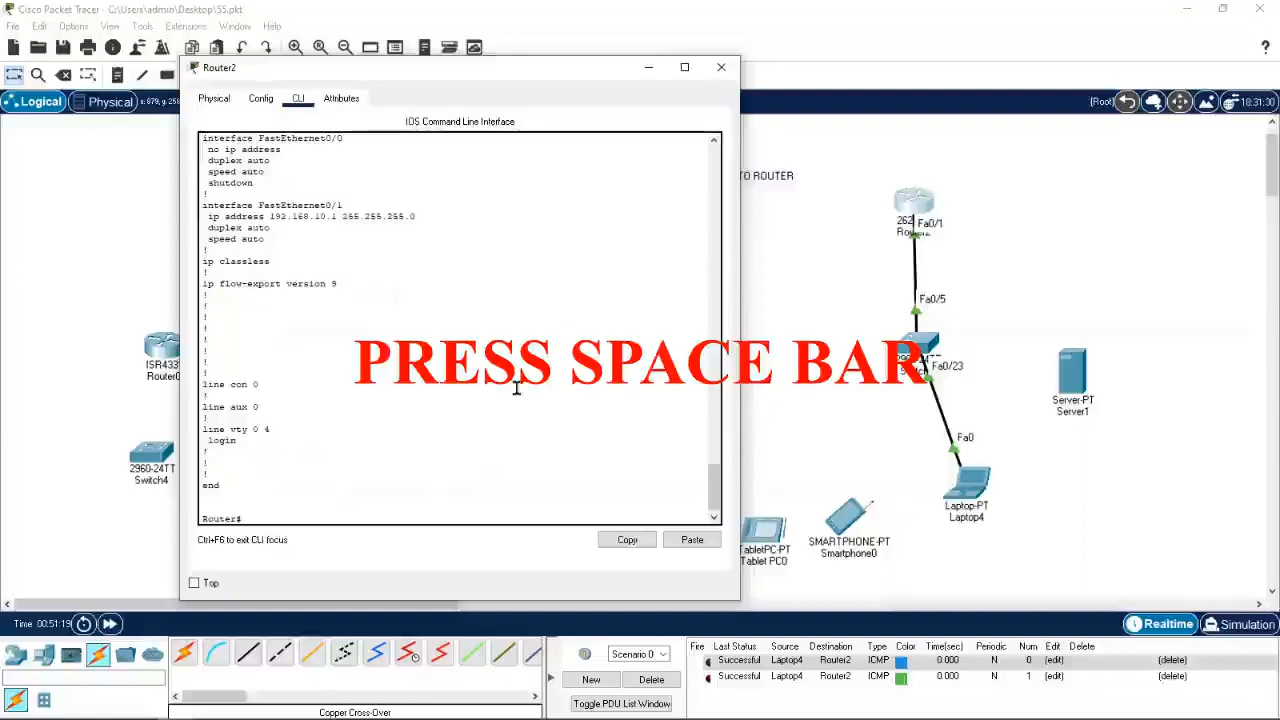 Cisco Packet Tracer - C:\Users\admin\Desktop\55.pkt
File Edit Options View Tools Extensions Window Help
Logical Physical x: 879, y: 259
[Root] 18:31:30
Router2
Physical Config CLI Attributes
IOS Command Line Interface
interface FastEthernet0/0
no ip address
duplex auto
speed auto
shutdown
!
interface FastEthernet0/1
ip address 192.168.10.1 255.255.255.0
duplex auto
speed auto
!
ip classless
!
ip flow-export version 9
!
!
!
!
!
!
!
!
line con 0
!
line aux 0
!
line vty 0 4
login
!
!
!
end
Router#
Ctrl+F6 to exit CLI focus
Copy Paste
Top
PRESS SPACE BAR
TO ROUTER
Fa0/1
Fa0/5
Fa0/23
Fa0
Laptop-PT
Laptop4
Server-PT
Server1
SMARTPHONE-PT
Smartphone0
TabletPC-PT
Tablet PC0
ISR4331
Router0
2960-24TT
Switch4
Time: 00:51:19
Realtime Simulation
Scenario 0
New Delete
Toggle PDU List Window
Copper Cross-Over
Fire Last Status Source Destination Type Color Time(sec) Periodic Num Edit Delete
Successful Laptop4 Router2 ICMP 0.000 N 0 (edit) (delete)
Successful Laptop4 Router2 ICMP 0.000 N 1 (edit) (delete)